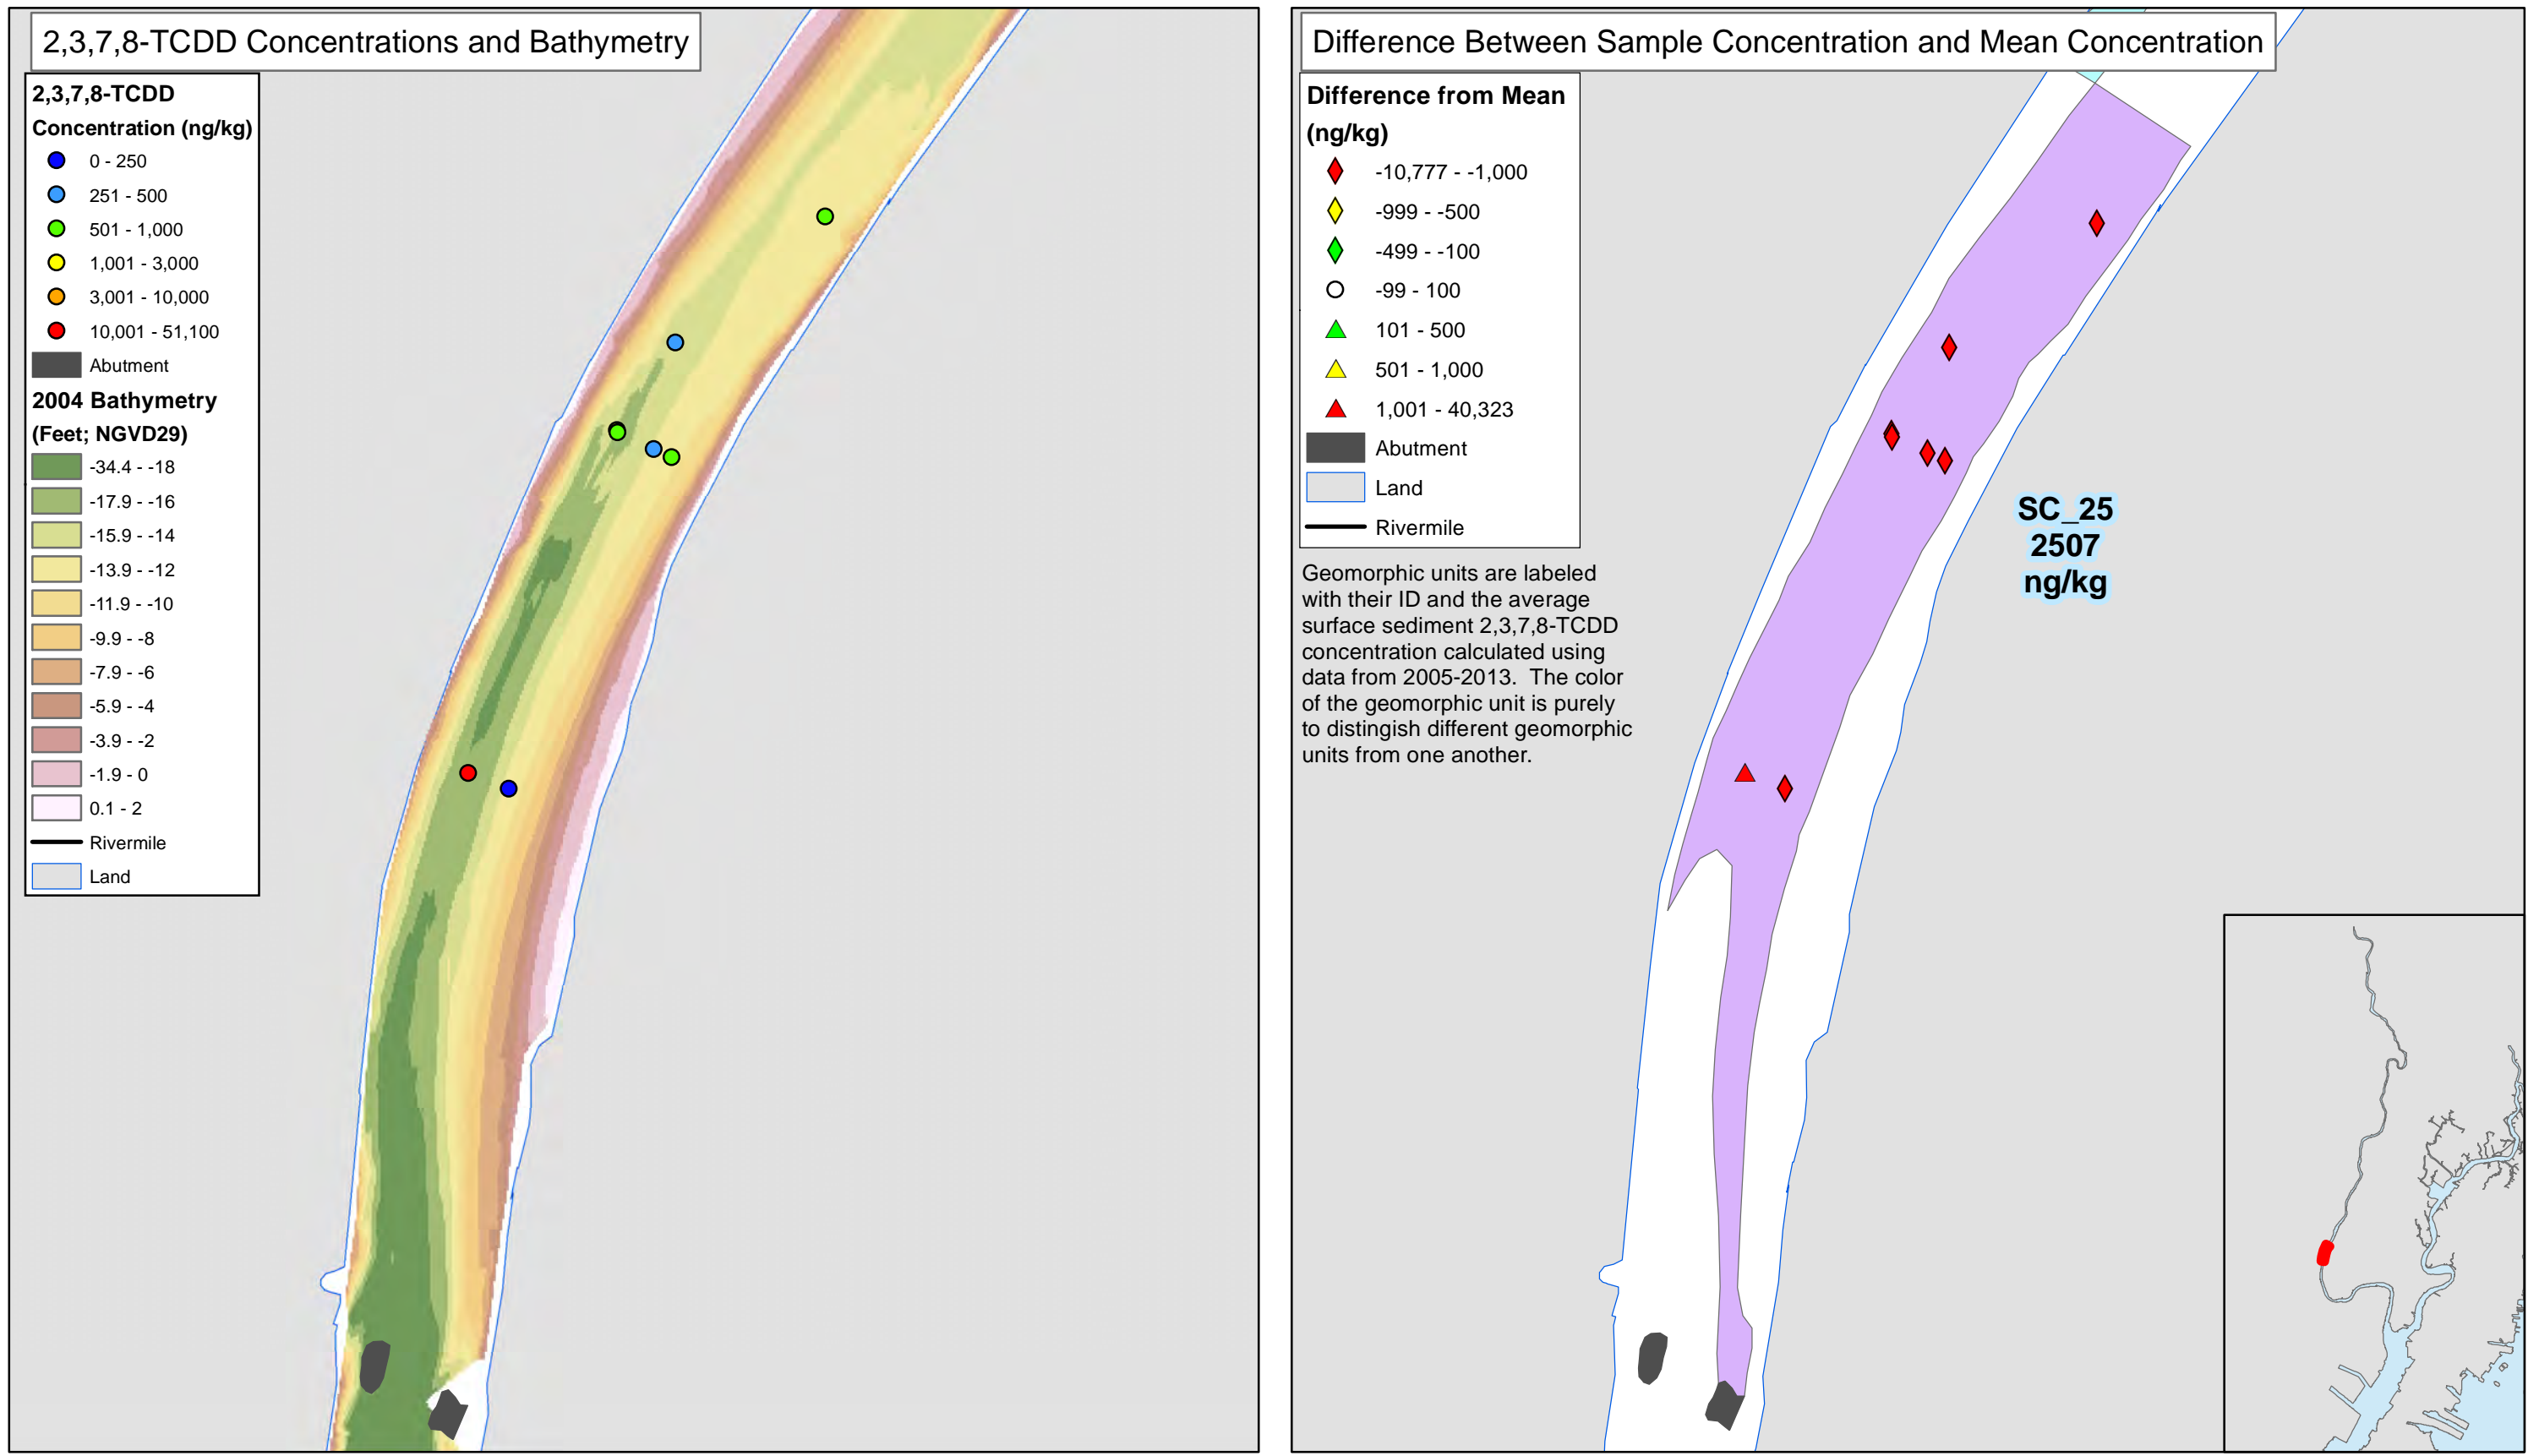 2,3,7,8-TCDD Concentrations and Bathymetry
2,3,7,8-TCDD
Concentration (ng/kg)
0 - 250
251 - 500
501 - 1,000
1,001 - 3,000
3,001 - 10,000
10,001 - 51,100
Abutment
2004 Bathymetry
(Feet; NGVD29)
-34.4 - -18
-17.9 - -16
-15.9 - -14
-13.9 - -12
-11.9 - -10
-9.9 - -8
-7.9 - -6
-5.9 - -4
-3.9 - -2
-1.9 - 0
0.1 - 2
Rivermile
Land
Difference Between Sample Concentration and Mean Concentration
Difference from Mean
(ng/kg)
-10,777 - -1,000
-999 - -500
-499 - -100
-99 - 100
101 - 500
501 - 1,000
1,001 - 40,323
Abutment
Land
Rivermile
Geomorphic units are labeled
with their ID and the average
surface sediment 2,3,7,8-TCDD
concentration calculated using
data from 2005-2013.  The color
of the geomorphic unit is purely
to distingish different geomorphic
units from one another.
SC_25
2507
ng/kg